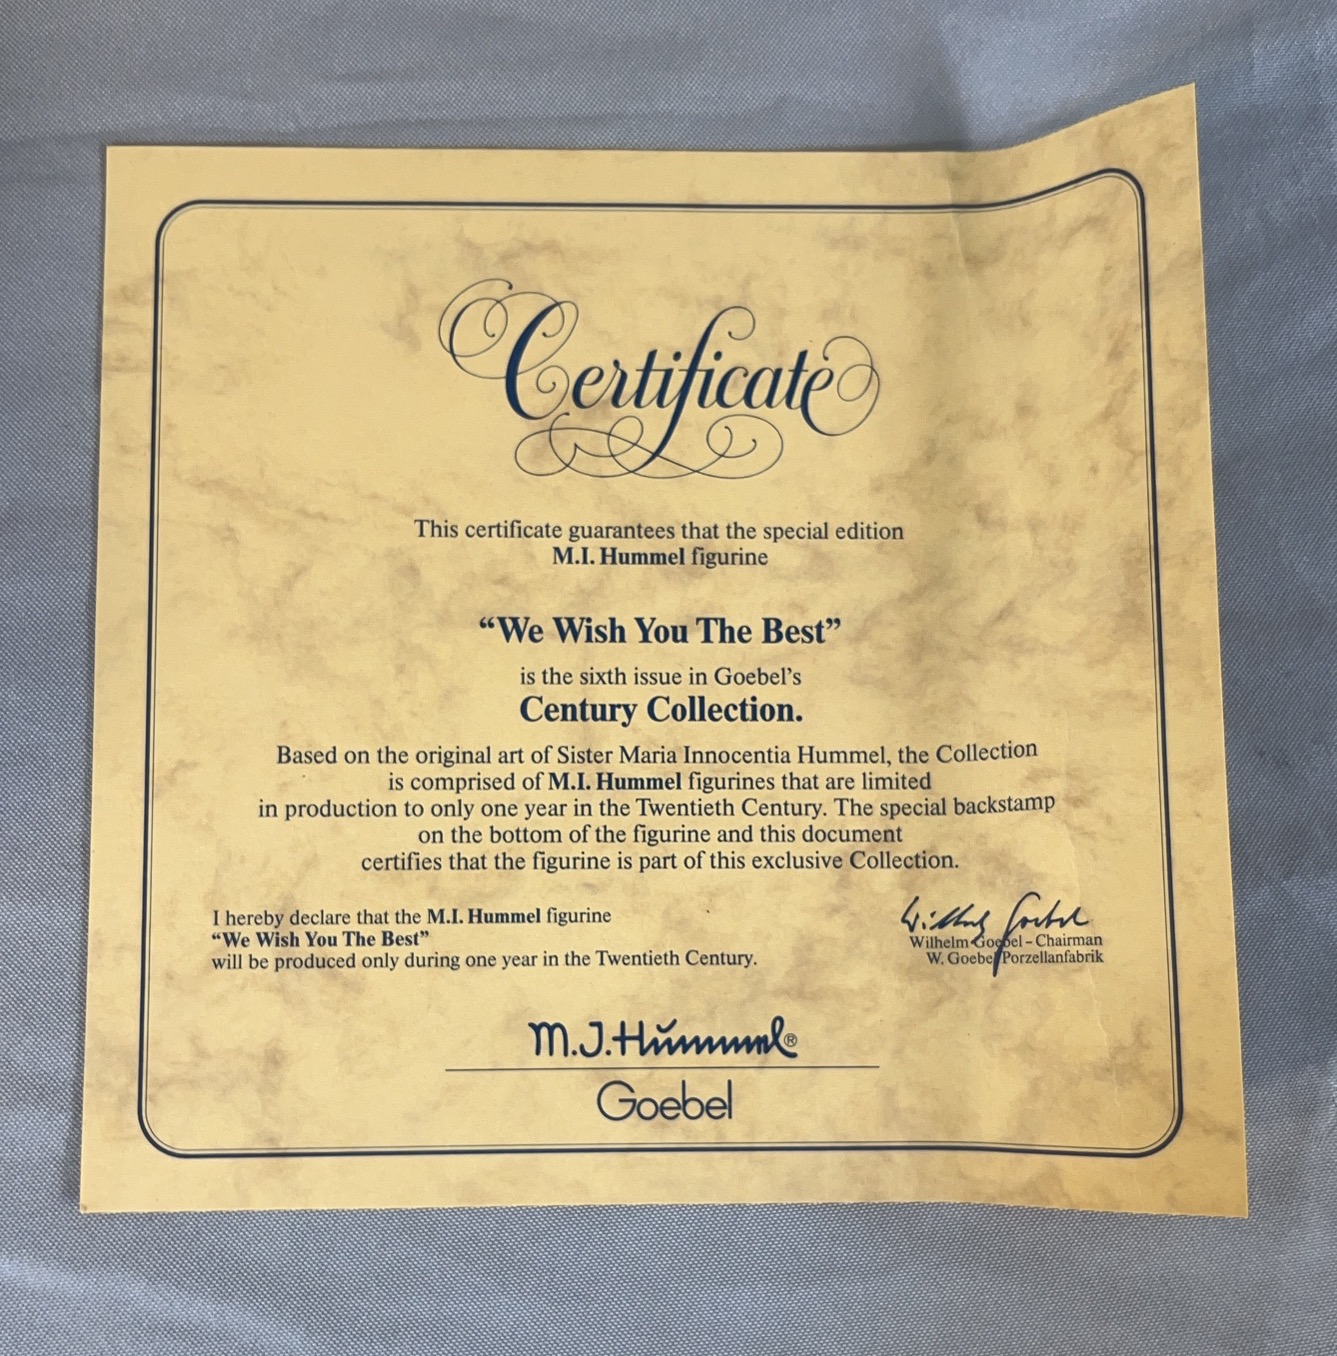 Certificate
This certificate guarantees that the special edition
M.I. Hummel figurine
“We Wish You The Best”
is the sixth issue in Goebel’s
Century Collection.
Based on the original art of Sister Maria Innocentia Hummel, the Collection
is comprised of M.I. Hummel figurines that are limited
in production to only one year in the Twentieth Century. The special backstamp
on the bottom of the figurine and this document
certifies that the figurine is part of this exclusive Collection.
I hereby declare that the M.I. Hummel figurine
“We Wish You The Best”
will be produced only during one year in the Twentieth Century.
Wilhelm Goebel
Wilhelm Goebel – Chairman
W. Goebel Porzellanfabrik
M.J.Hummel®
Goebel